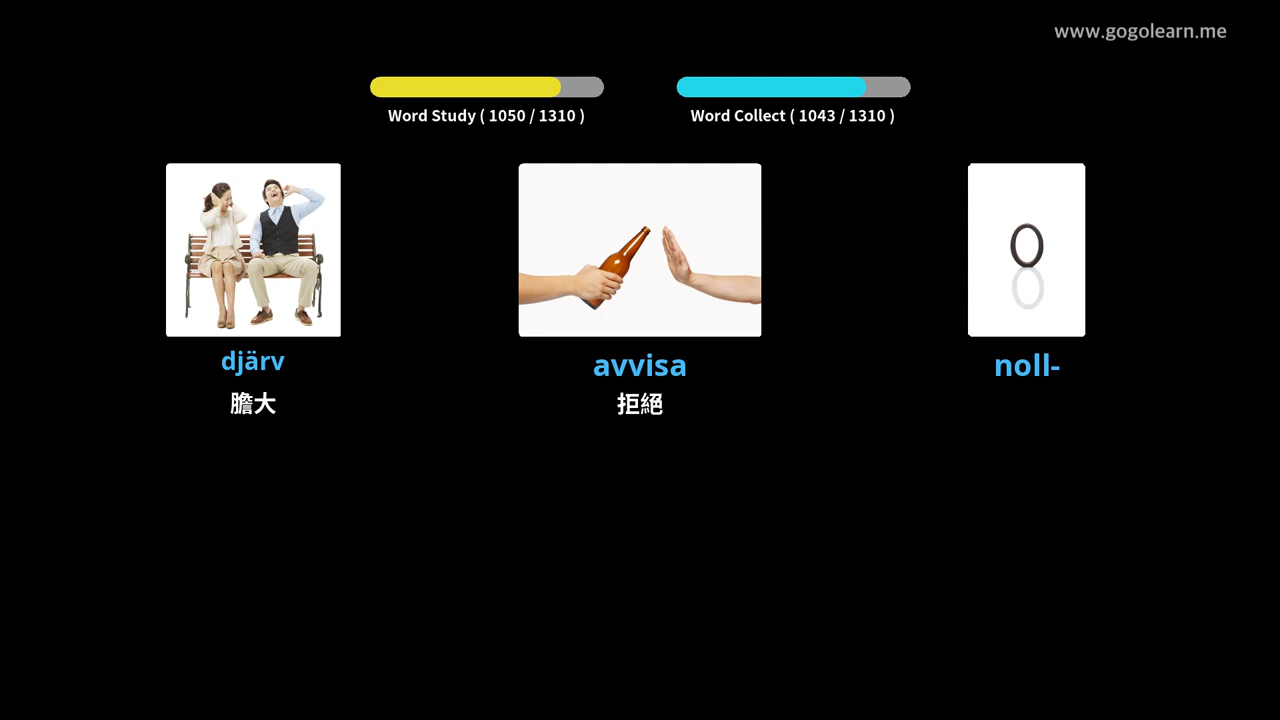 www.gogolearn.me
Word Study ( 1050 / 1310 )
Word Collect ( 1043 / 1310 )
djärv
avvisa
noll-
膽大
拒絕